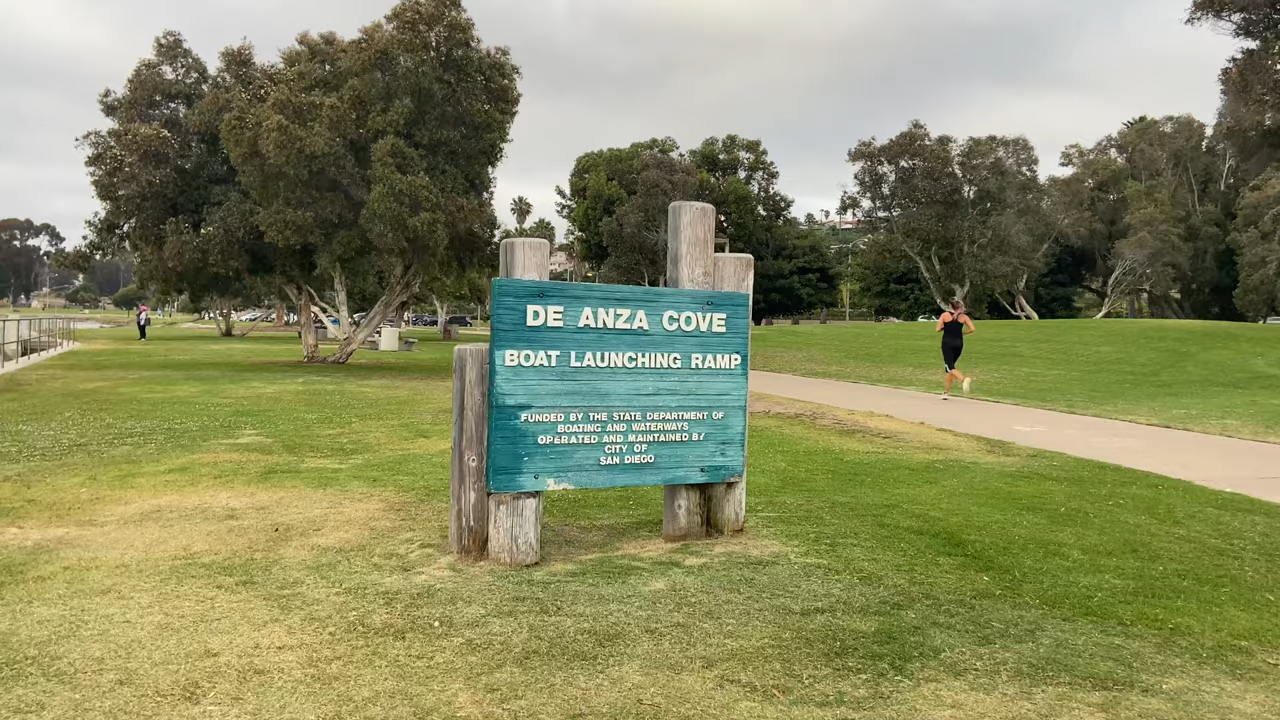 DE ANZA COVE
BOAT LAUNCHING RAMP
FUNDED BY THE STATE DEPARTMENT OF
BOATING AND WATERWAYS
OPERATED AND MAINTAINED BY
CITY OF
SAN DIEGO